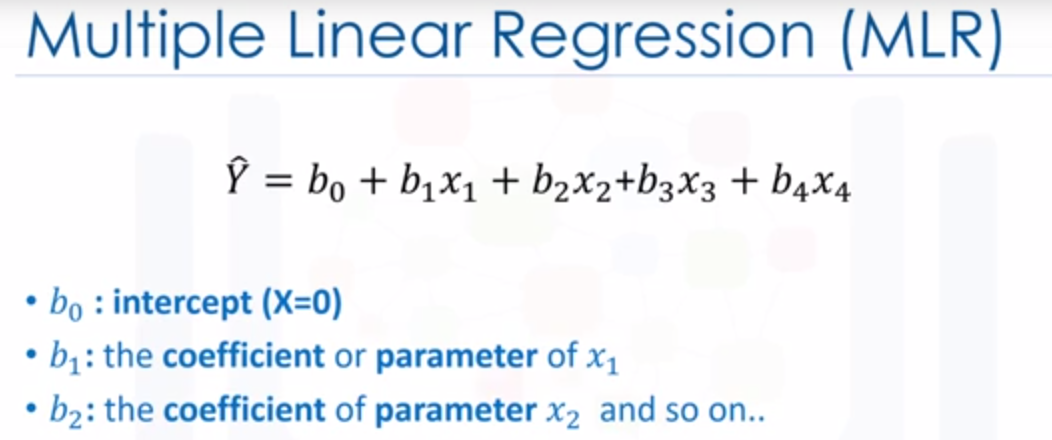 Multiple Linear Regression (MLR)
Ŷ = b₀ + b₁x₁ + b₂x₂+b₃x₃ + b₄x₄
• b₀ : intercept (X=0)
• b₁: the coefficient or parameter of x₁
• b₂: the coefficient of parameter x₂ and so on..